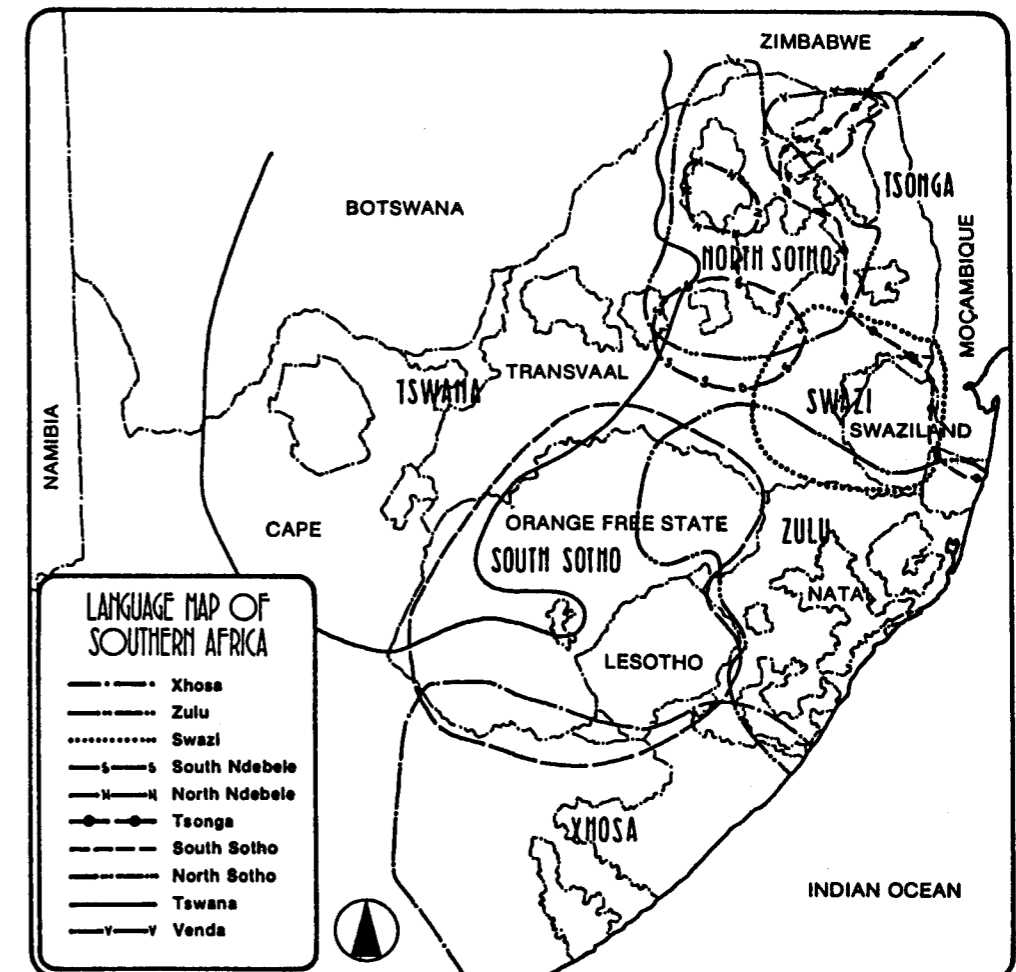 ZIMBABWE
TSONGA
BOTSWANA
NORTH SOTHO
MOÇAMBIQUE
TRANSVAAL
TSWANA
SWAZI
SWAZILAND
NAMIBIA
CAPE
ORANGE FREE STATE
ZULU
SOUTH SOTHO
NATAL
LESOTHO
XHOSA
INDIAN OCEAN
LANGUAGE MAP OF
SOUTHERN AFRICA
Xhosa
Zulu
Swazi
S S South Ndebele
N N North Ndebele
Tsonga
South Sotho
North Sotho
Tswana
Y Y Venda